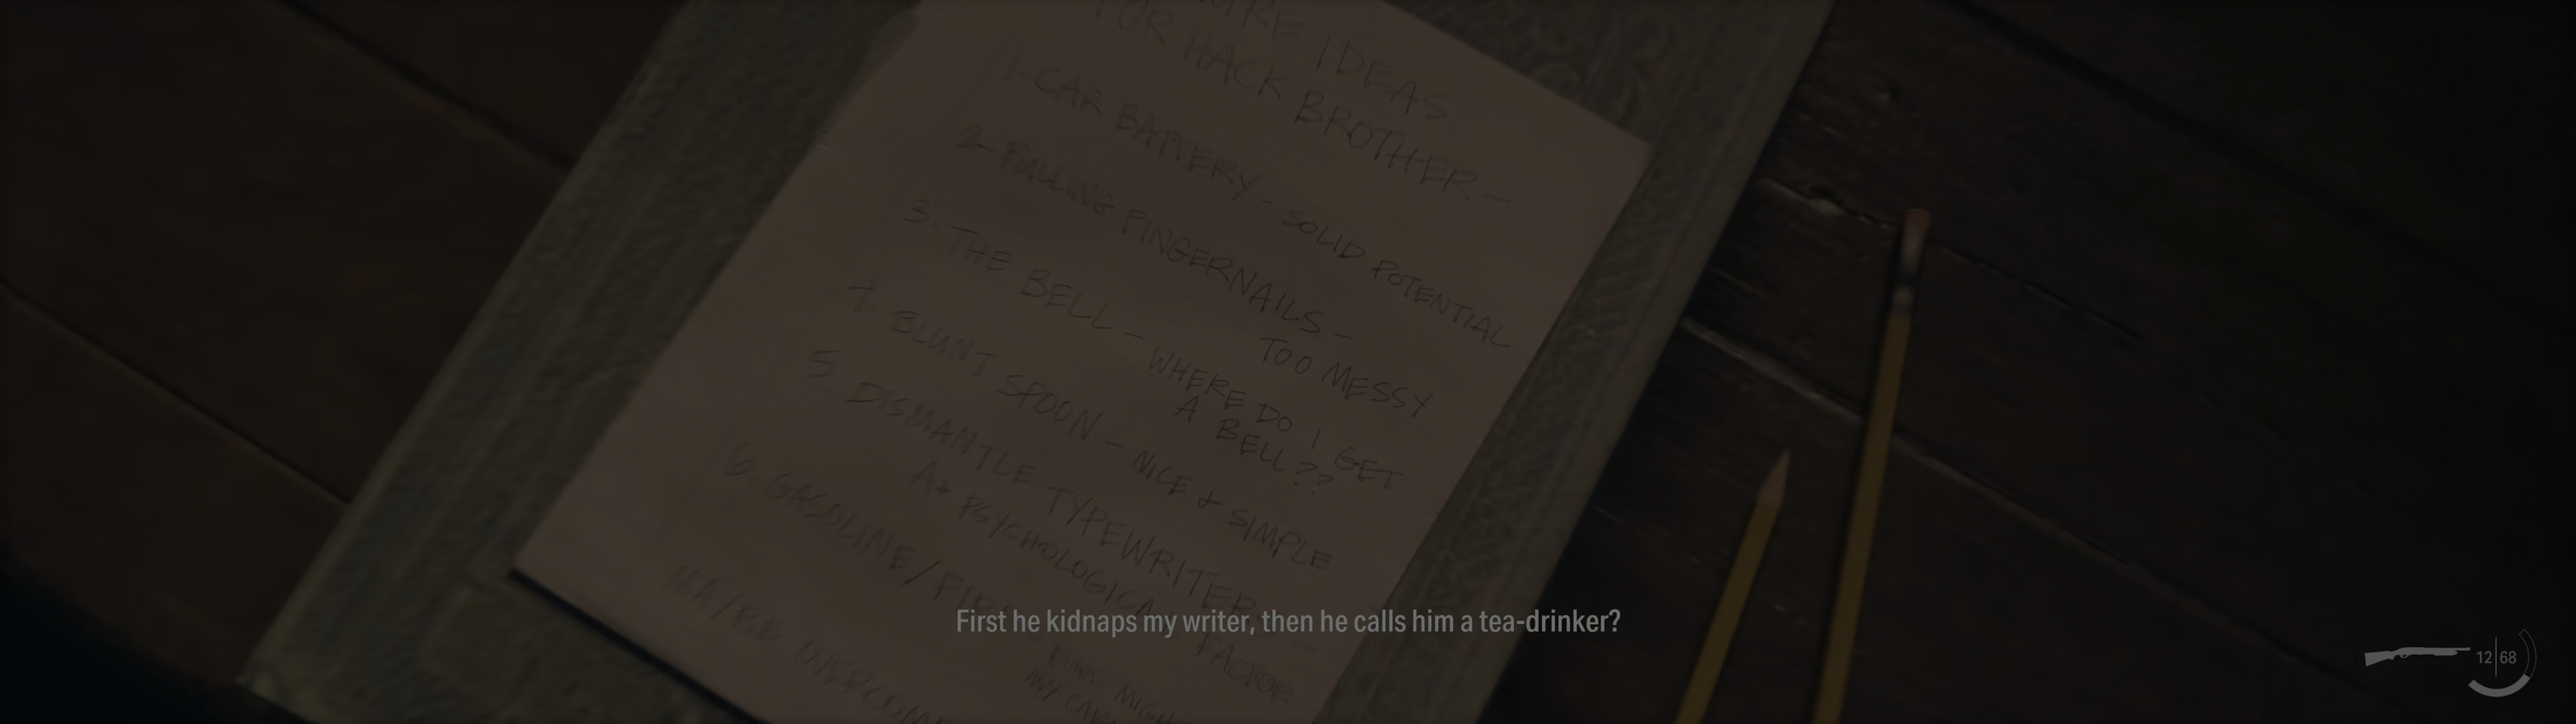 IDEAS
FOR HACK BROTHER —
1. CAR BATTERY - SOLID POTENTIAL
2. PULLING FINGERNAILS —
TOO MESSY
3. THE BELL — WHERE DO I GET
A BELL??
4. BLUNT SPOON — NICE & SIMPLE
5. DISMANTLE TYPEWRITER —
A+ PSYCHOLOGICAL FACTOR
6. GASOLINE/
MAYBE
First he kidnaps my writer, then he calls him a tea-drinker?
12 68